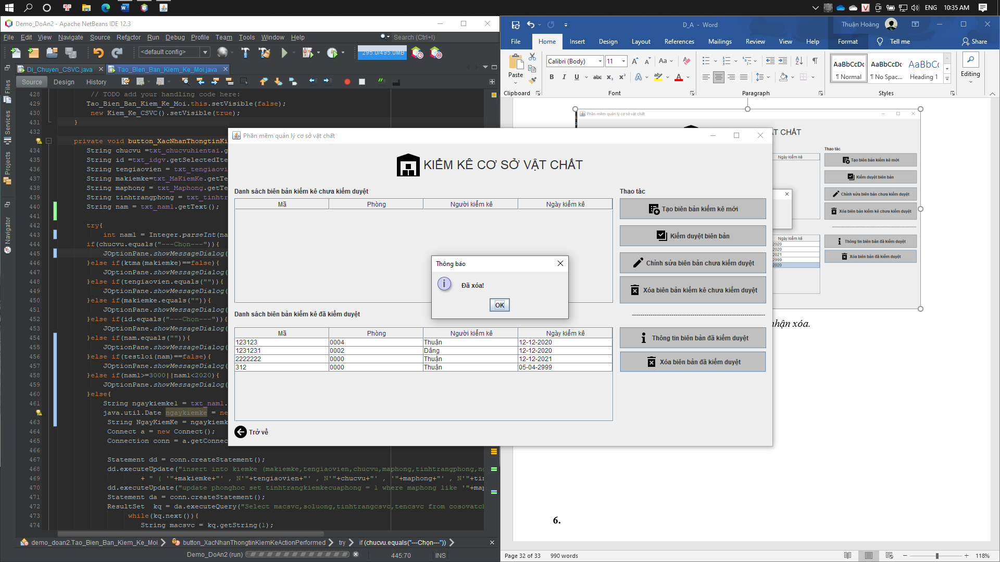 ENG 10:35 AM
Demo_DoAn2 - Apache NetBeans IDE 12.3
File Edit View Navigate Source Refactor Run Debug Profile Team Tools Window Help
Search (Ctrl+I)
<default config>
295.0/495.0MB
Di_Chuyen_CSVC.java
Tao_Bien_Ban_Kiem_Ke_Moi.java
Source Design History
Files
Services
Projects
Navigator
428 // TODO add your handling code here:
429 Tao_Bien_Ban_Kiem_Ke_Moi.this.setVisible(false);
430 new Kiem_Ke_CSVC().setVisible(true);
431 }
432
private void button_XacNhanThongtinKi
434 String chucvu =txt_chucvuhientai.g
435 String id =txt_idgv.getSelectedIte
436 String tengiaovien = txt_tengiaovi
437 String makiemke=txt_MaKiemKe.getTe
438 String maphong = txt_Maphong.getTe
439 String tinhtrangphong = txt_tinhtr
440 String nam = txt_nam1.getText();
441
442 try{
443 int nam1 = Integer.parseInt(na
444 if(chucvu.equals("---Chọn---")){
445 JOptionPane.showMessageDialog(
446 }else if(ktma(makiemke)==false){
447 JOptionPane.showMessageDialog(
448 }else if(tengiaovien.equals("")){
449 JOptionPane.showMessageDialog(
450 }else if(makiemke.equals("")){
451 JOptionPane.showMessageDialog(
452 }else if(id.equals("---Chọn---")){
453 JOptionPane.showMessageDialog(
454 }else if(nam.equals("")){
455 JOptionPane.showMessageDialog(
456 }else if(testloi(nam)==false){
457 JOptionPane.showMessageDialog(
458 }else if(nam1>=3000||nam1<2020){
459 JOptionPane.showMessageDialog(
460 }else{
461 String ngaykiemke1 = txt_nam1.
java.util.Date ngaykiemke = ne
463 String NgayKiemKe = ngaykiemk
464 Connect a = new Connect();
465 Connection conn = a.getConnec
466
467 Statement dd = conn.createStatement();
468 dd.executeUpdate("insert into kiemke (makiemke,tengiaovien,chucvu,maphong,tinhtrangphong,ng
469 + " ( '"+makiemke+"' , N'"+tengiaovien+"' , N'"+chucvu+"' , '"+maphong+"' , N'"+tin
470 dd.executeUpdate("update phonghoc set tinhtrangkiemkecuaphong = 1 where maphong like '"+map
471 Statement da = conn.createStatement();
472 ResultSet kq = da.executeQuery("Select macsvc,soluong,tinhtrangcsvc,tencsvc from cosovatch
473 while(kq.next()){
474 String macsvc = kq.getString(1);
demo_doan2.Tao_Bien_Ban_Kiem_Ke_Moi button_XacNhanThongtinKiemKeActionPerformed try if (chucvu.equals("---Chọn---"))
Demo_DoAn2 (run) 445:70 INS
Phần mềm quản lý cơ sở vật chất
KIỂM KÊ CƠ SỞ VẬT CHẤT
Danh sách biên bản kiểm kê chưa kiểm duyệt
Mã Phòng Người kiểm kê Ngày kiểm kê
Thao tác
Tạo biên bản kiểm kê mới
Kiểm duyệt biên bản
Chỉnh sửa biên bản chưa kiểm duyệt
Xóa biên bản kiểm kê chưa kiểm duyệt
--------------------------------------------------------------
Thông tin biên bản đã kiểm duyệt
Xóa biên bản đã kiểm duyệt
Thông báo
Đã xóa!
OK
Danh sách biên bản kiểm kê đã kiểm duyệt
Mã Phòng Người kiểm kê Ngày kiểm kê
123123 0004 Thuận 12-12-2020
1231231 0002 Dâng 12-12-2020
2222222 0000 Thuận 12-12-2021
312 0000 Thuận 05-04-2999
Trở về
D_A - Word
Thuận Hoàng
File Home Insert Design Layout References Mailings Review View Help Format Tell me Share
Paste
Clipboard
Calibri (Body) 11
Font
Paragraph
AaBbCcDc AaBbCcDc AaBbCc
¶ Normal ¶ No Spac... Heading 1
Styles
Editing
Phần mềm quản lý cơ sở vật chất
VẬT CHẤT
Thao tác
Ngày kiểm kê
Tạo biên bản kiểm kê mới
Kiểm duyệt biên bản
Chỉnh sửa biên bản chưa kiểm duyệt
Xóa biên bản kiểm kê chưa kiểm duyệt
Ngày kiểm kê
2020
2020
2021
2999
2020
Thông tin biên bản đã kiểm duyệt
Xóa biên bản đã kiểm duyệt
nhận xóa.
6.
Page 32 of 33 990 words
118%